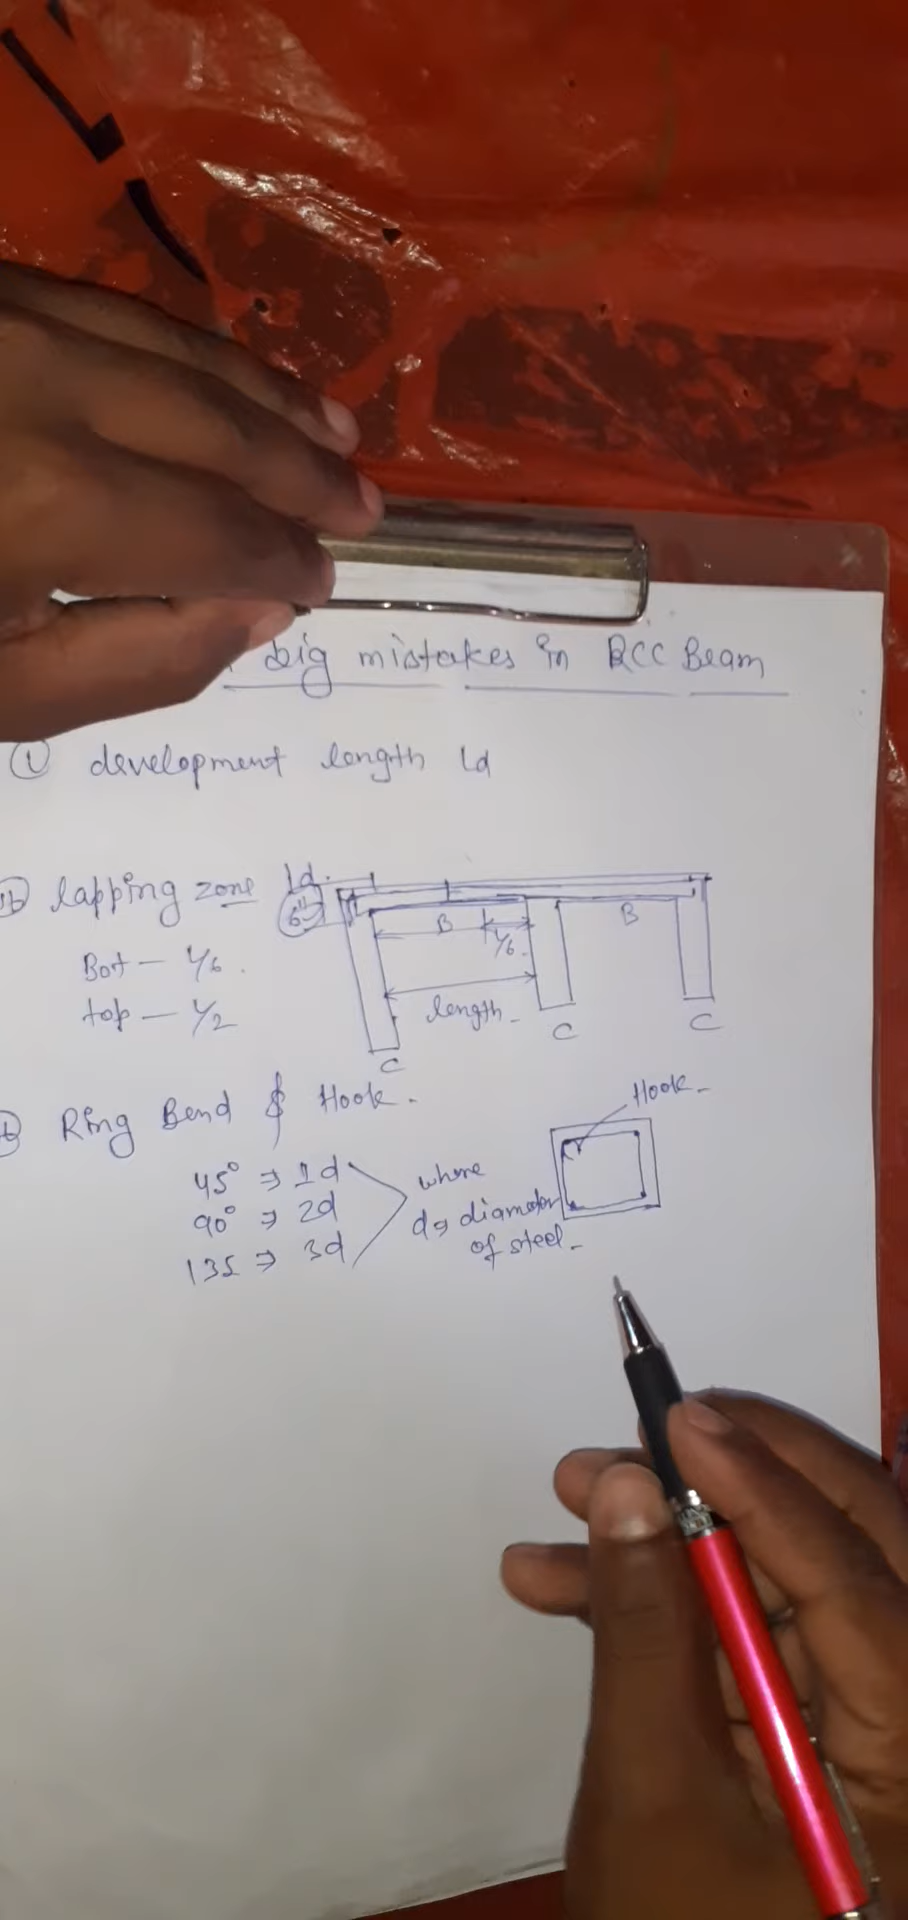 big mistakes in RCC Beam
① development length Ld
lapping zone
Bot — L/6.
top — L/2
Ld.
6"
B
L/6.
B
length -
C
C
C
Ring Bend & Hook.
45° ⇒ 1d
90° ⇒ 2d
135 ⇒ 3d
where
d ⇒ diameter
of steel -
Hook -